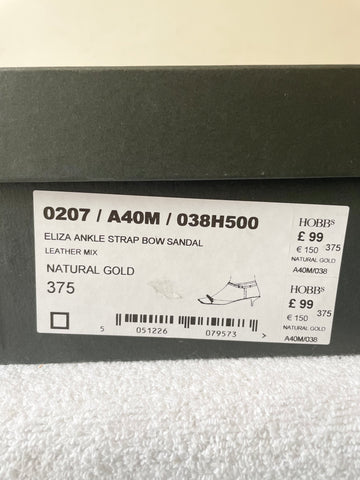 0207 / A40M / 038H500
ELIZA ANKLE STRAP BOW SANDAL
LEATHER MIX
NATURAL GOLD
375
5 051226 079573 >
HOBBS
£ 99
€ 150 375
NATURAL GOLD
A40M/038
HOBBS
£ 99
€ 150 375
NATURAL GOLD
A40M/038